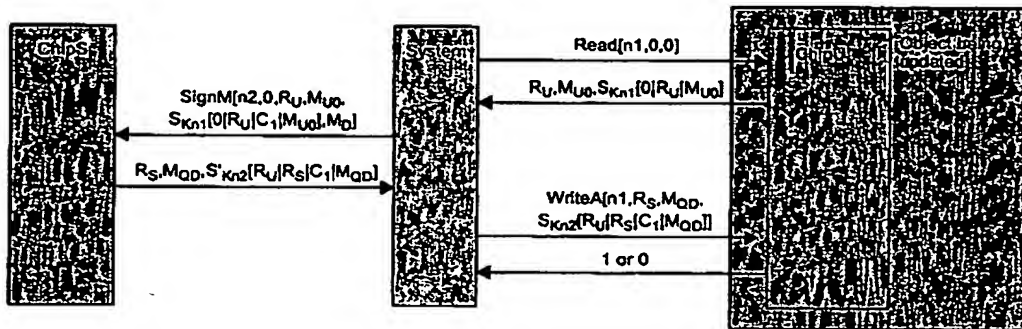 ChipS
System
Object being
updated
Read[n1,0,0]
R_U,M_U0,S_Kn1[0|R_U|M_U0]
SignM[n2,0,R_U,M_U0,
S_Kn1[0|R_U|C_1|M_U0],M_D]
R_S,M_QD,S'_Kn2[R_U|R_S|C_1|M_QD]
WriteA[n1,R_S,M_QD,
S_Kn2[R_U|R_S|C_1|M_QD]]
1 or 0